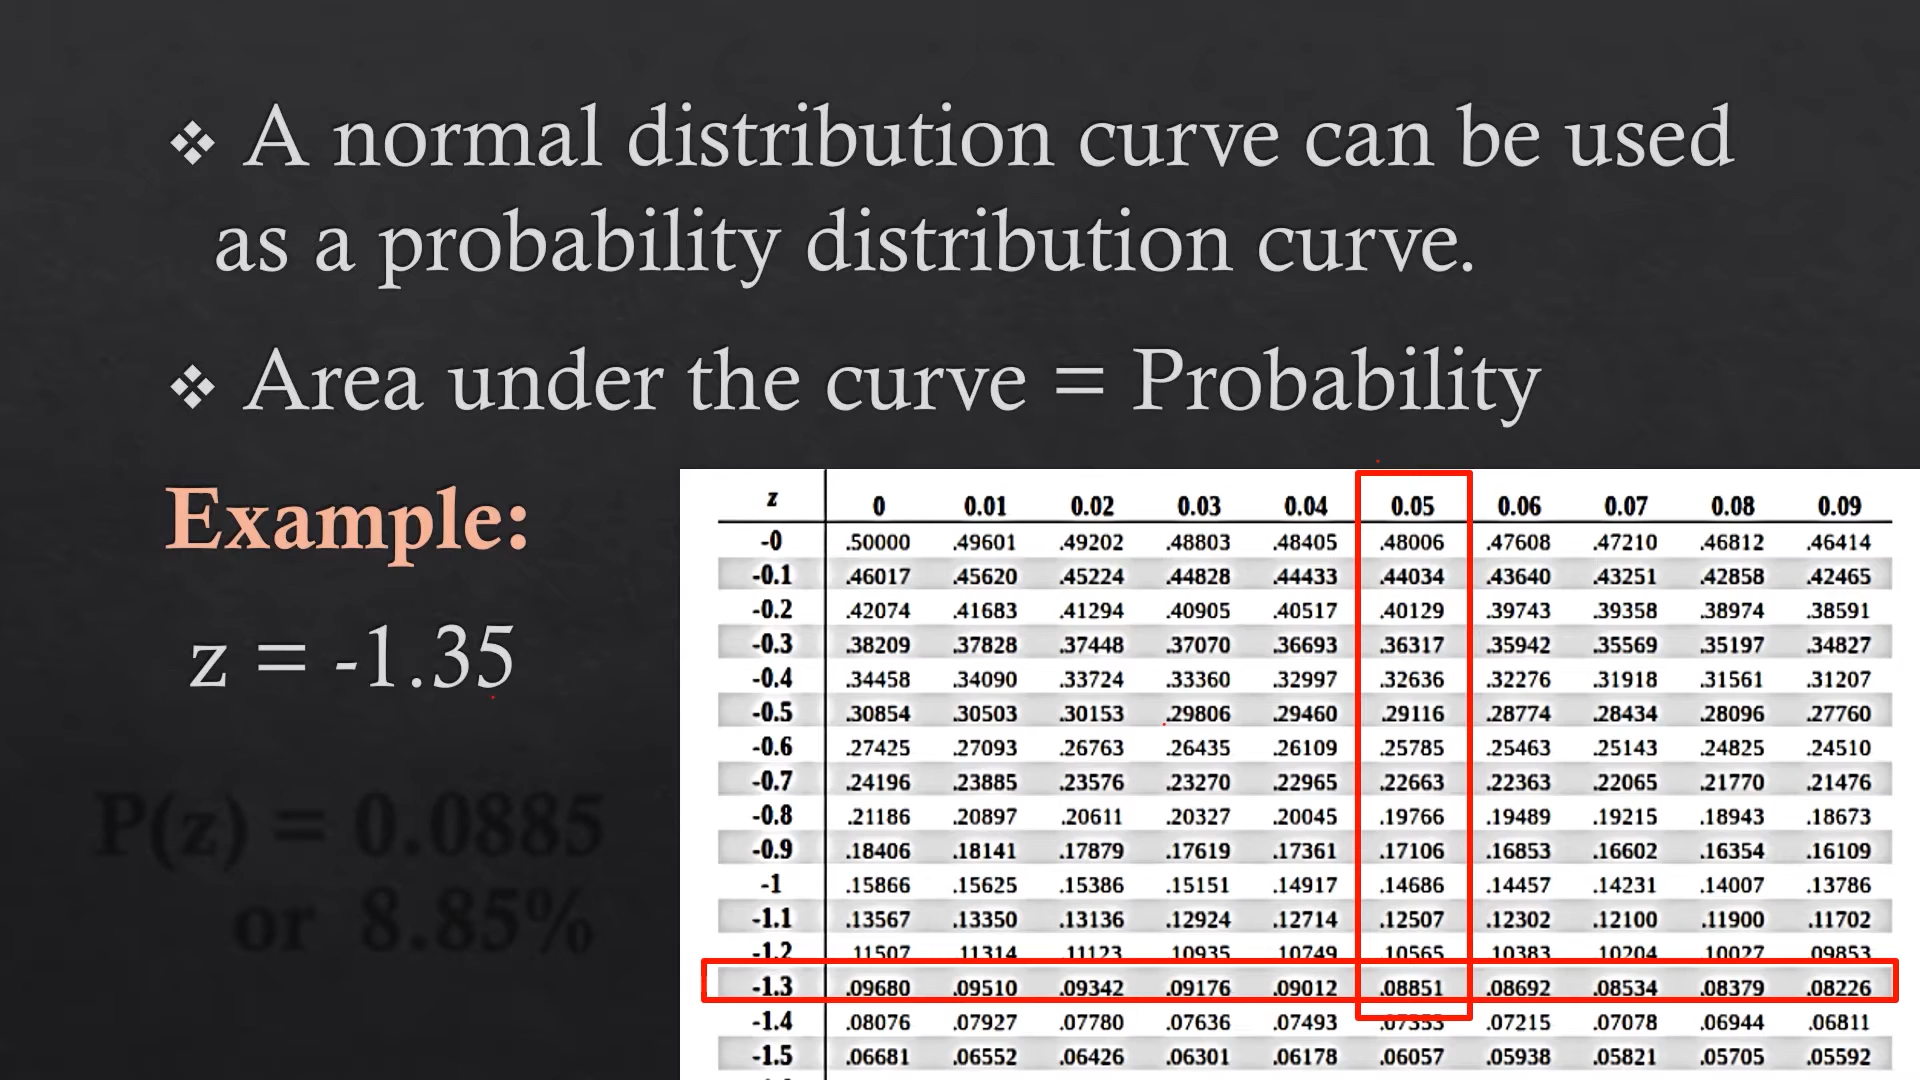 ❖ A normal distribution curve can be used
as a probability distribution curve.
❖ Area under the curve = Probability
Example:
z = -1.35
P(z) = 0.0885
or 8.85%
z 0 0.01 0.02 0.03 0.04 0.05 0.06 0.07 0.08 0.09
-0 .50000 .49601 .49202 .48803 .48405 .48006 .47608 .47210 .46812 .46414
-0.1 .46017 .45620 .45224 .44828 .44433 .44034 .43640 .43251 .42858 .42465
-0.2 .42074 .41683 .41294 .40905 .40517 .40129 .39743 .39358 .38974 .38591
-0.3 .38209 .37828 .37448 .37070 .36693 .36317 .35942 .35569 .35197 .34827
-0.4 .34458 .34090 .33724 .33360 .32997 .32636 .32276 .31918 .31561 .31207
-0.5 .30854 .30503 .30153 .29806 .29460 .29116 .28774 .28434 .28096 .27760
-0.6 .27425 .27093 .26763 .26435 .26109 .25785 .25463 .25143 .24825 .24510
-0.7 .24196 .23885 .23576 .23270 .22965 .22663 .22363 .22065 .21770 .21476
-0.8 .21186 .20897 .20611 .20327 .20045 .19766 .19489 .19215 .18943 .18673
-0.9 .18406 .18141 .17879 .17619 .17361 .17106 .16853 .16602 .16354 .16109
-1 .15866 .15625 .15386 .15151 .14917 .14686 .14457 .14231 .14007 .13786
-1.1 .13567 .13350 .13136 .12924 .12714 .12507 .12302 .12100 .11900 .11702
-1.2 .11507 .11314 .11123 .10935 .10749 .10565 .10383 .10204 .10027 .09853
-1.3 .09680 .09510 .09342 .09176 .09012 .08851 .08692 .08534 .08379 .08226
-1.4 .08076 .07927 .07780 .07636 .07493 .07353 .07215 .07078 .06944 .06811
-1.5 .06681 .06552 .06426 .06301 .06178 .06057 .05938 .05821 .05705 .05592